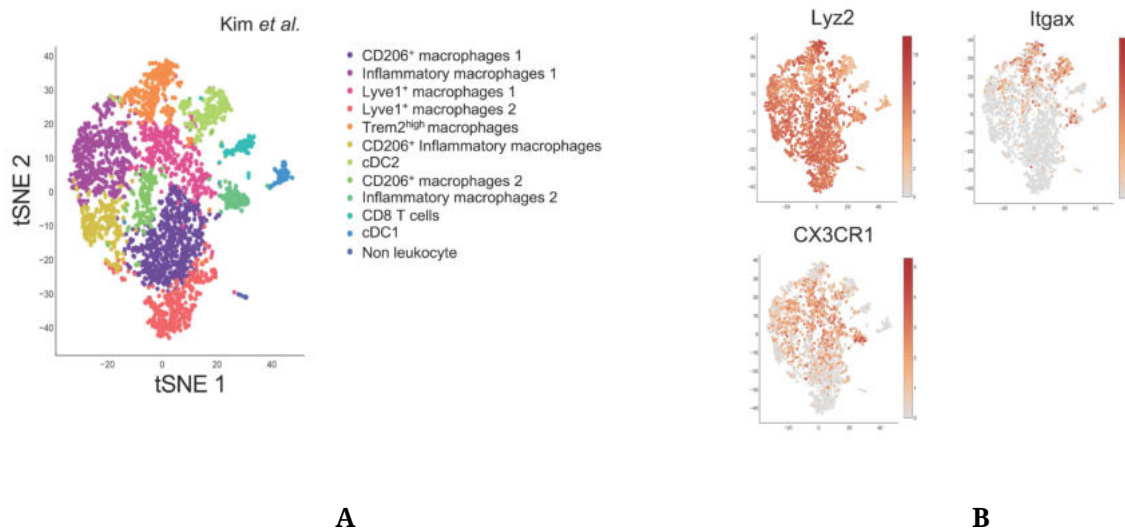 Kim et al.
tSNE 2
40
30
20
10
0
−10
−20
−30
−40
−20
0
20
40
tSNE 1
CD206⁺ macrophages 1
Inflammatory macrophages 1
Lyve1⁺ macrophages 1
Lyve1⁺ macrophages 2
Trem2ʰⁱᵍʰ macrophages
CD206⁺ Inflammatory macrophages
cDC2
CD206⁺ macrophages 2
Inflammatory macrophages 2
CD8 T cells
cDC1
Non leukocyte
Lyz2
Itgax
CX3CR1
A
B